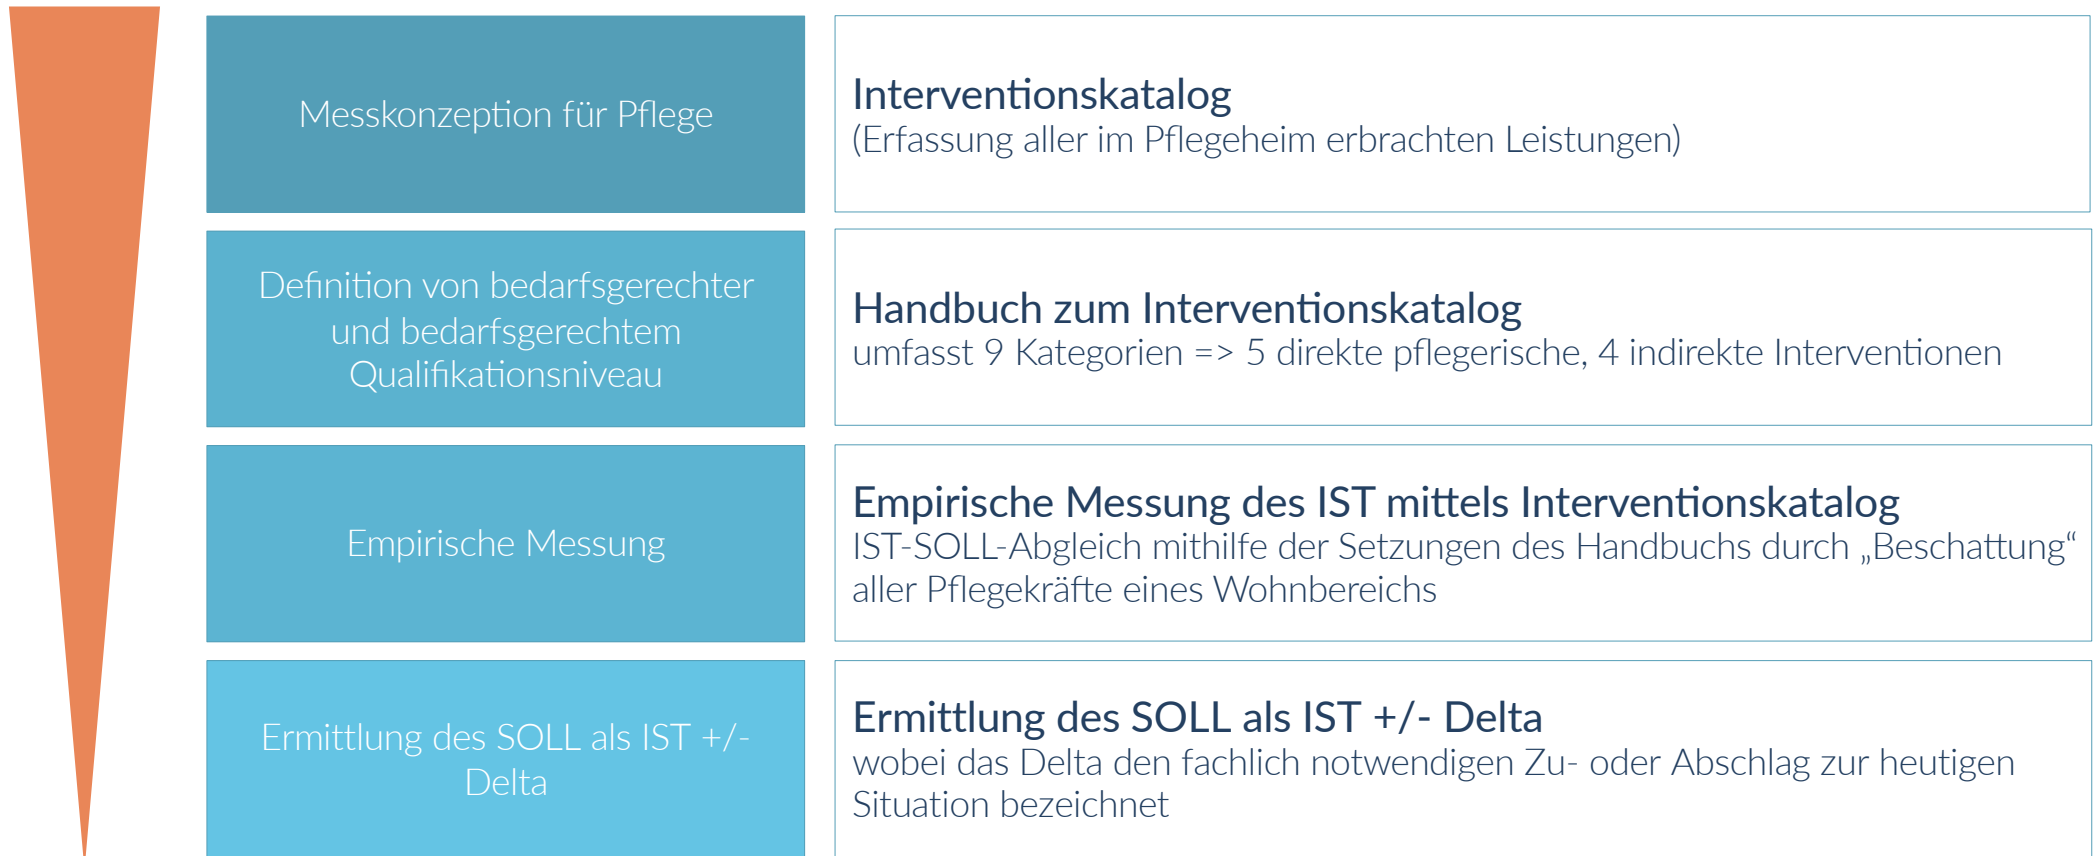 Messkonzeption für Pflege
Interventionskatalog
(Erfassung aller im Pflegeheim erbrachten Leistungen)
Definition von bedarfsgerechter
und bedarfsgerechtem
Qualifikationsniveau
Handbuch zum Interventionskatalog
umfasst 9 Kategorien => 5 direkte pflegerische, 4 indirekte Interventionen
Empirische Messung
Empirische Messung des IST mittels Interventionskatalog
IST-SOLL-Abgleich mithilfe der Setzungen des Handbuchs durch „Beschattung“
aller Pflegekräfte eines Wohnbereichs
Ermittlung des SOLL als IST +/-
Delta
Ermittlung des SOLL als IST +/- Delta
wobei das Delta den fachlich notwendigen Zu- oder Abschlag zur heutigen
Situation bezeichnet